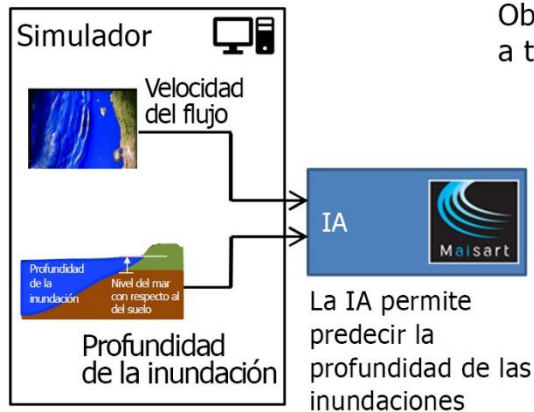 Simulador
Velocidad
del flujo
Profundidad
de la
inundación
Nivel del mar
con respecto al
del suelo
Profundidad
de la inundación
Ob
a t
IA
Maisart
La IA permite
predecir la
profundidad de las
inundaciones